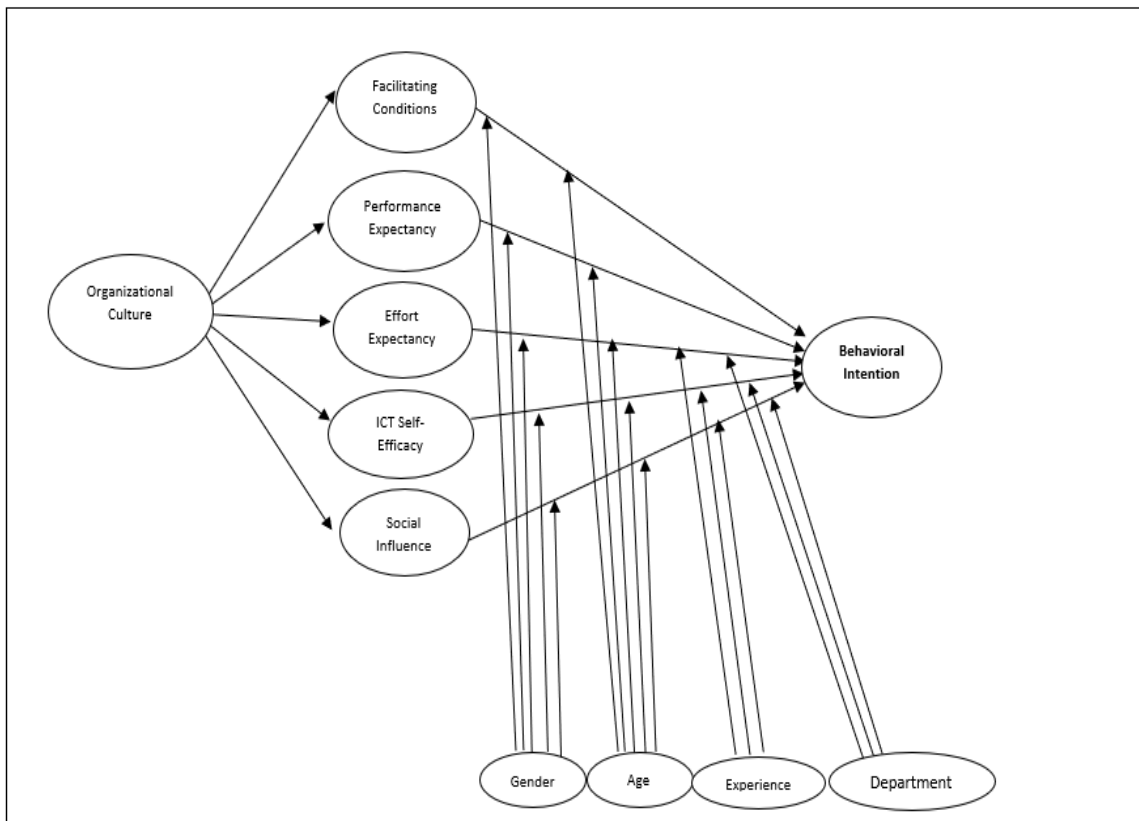 Facilitating
Conditions
Performance
Expectancy
Organizational
Culture
Effort
Expectancy
Behavioral
Intention
ICT Self-
Efficacy
Social
Influence
Gender
Age
Experience
Department